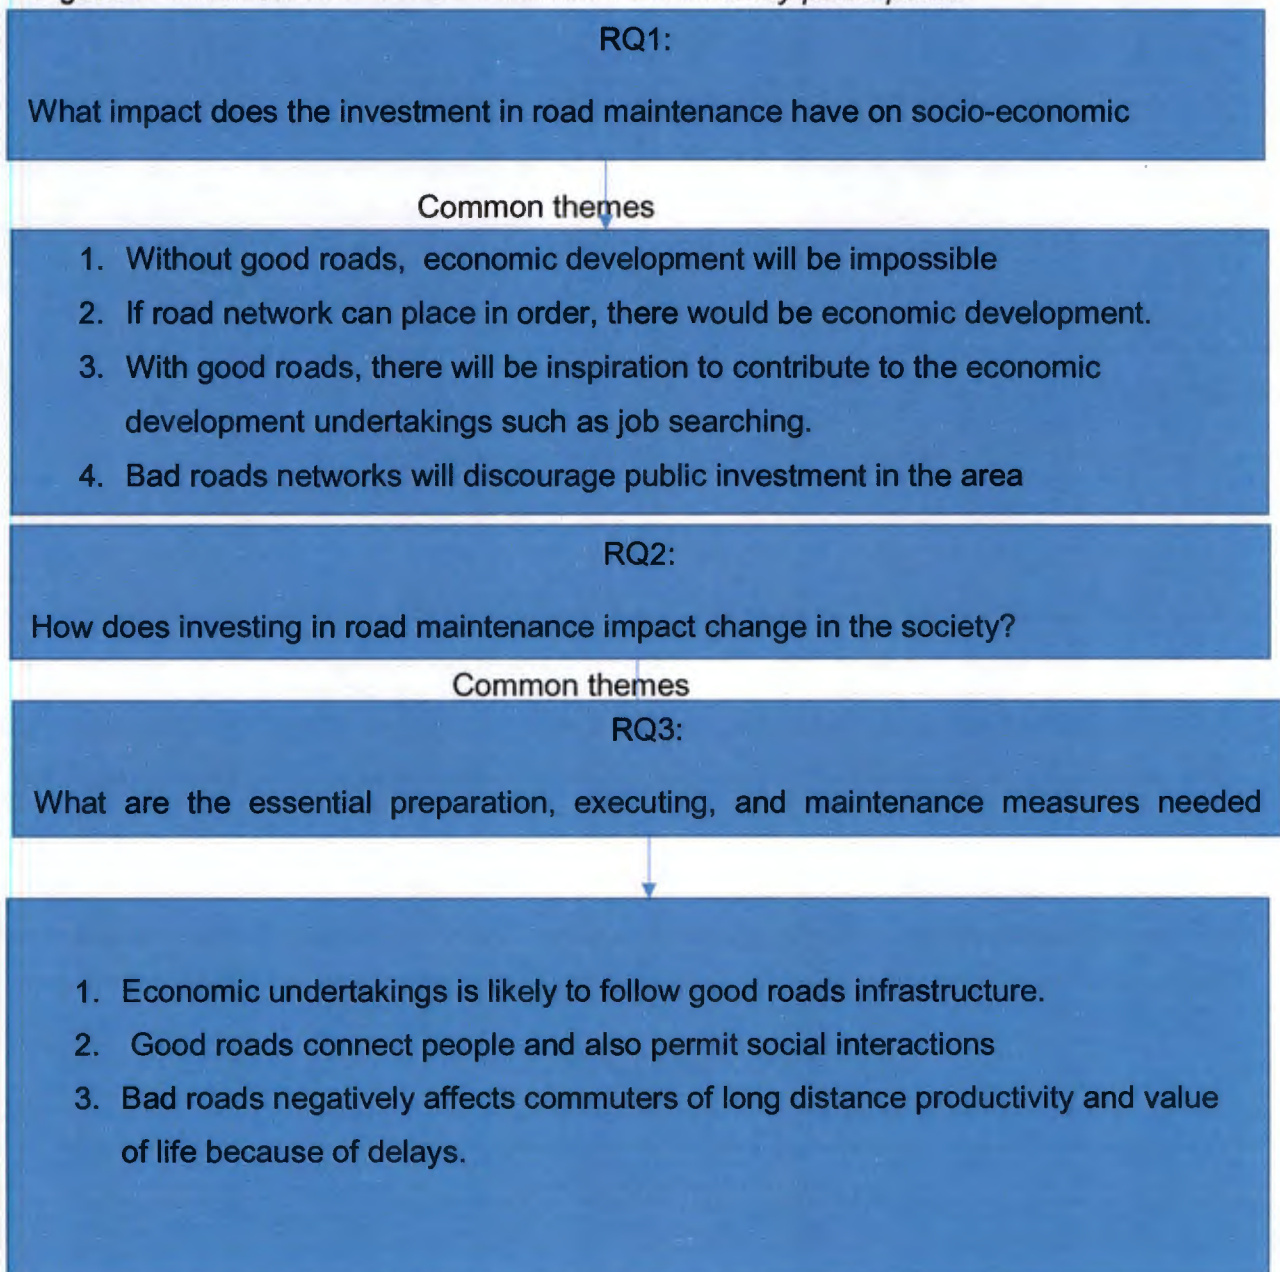 RQ1:
What impact does the investment in road maintenance have on socio-economic
Common themes
1. Without good roads, economic development will be impossible
2. If road network can place in order, there would be economic development.
3. With good roads, there will be inspiration to contribute to the economic
development undertakings such as job searching.
4. Bad roads networks will discourage public investment in the area
RQ2:
How does investing in road maintenance impact change in the society?
Common themes
RQ3:
What are the essential preparation, executing, and maintenance measures needed
1. Economic undertakings is likely to follow good roads infrastructure.
2. Good roads connect people and also permit social interactions
3. Bad roads negatively affects commuters of long distance productivity and value
of life because of delays.